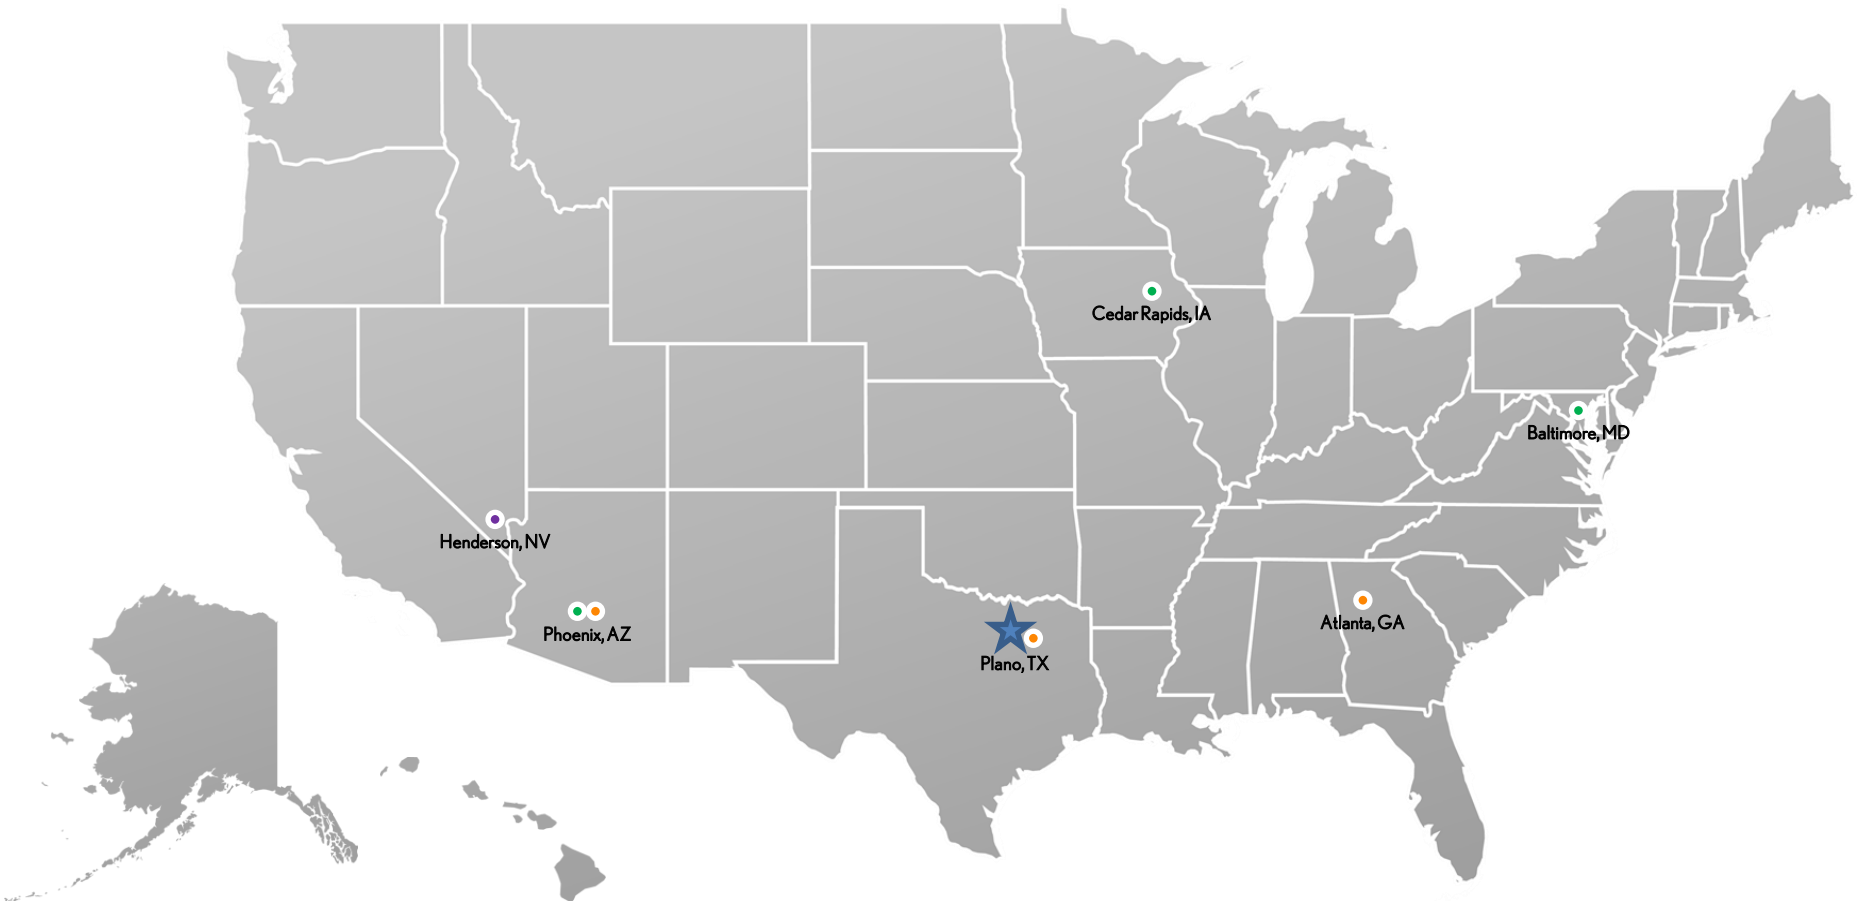 Cedar Rapids, IA
Baltimore, MD
Henderson, NV
Phoenix, AZ
Atlanta, GA
Plano, TX